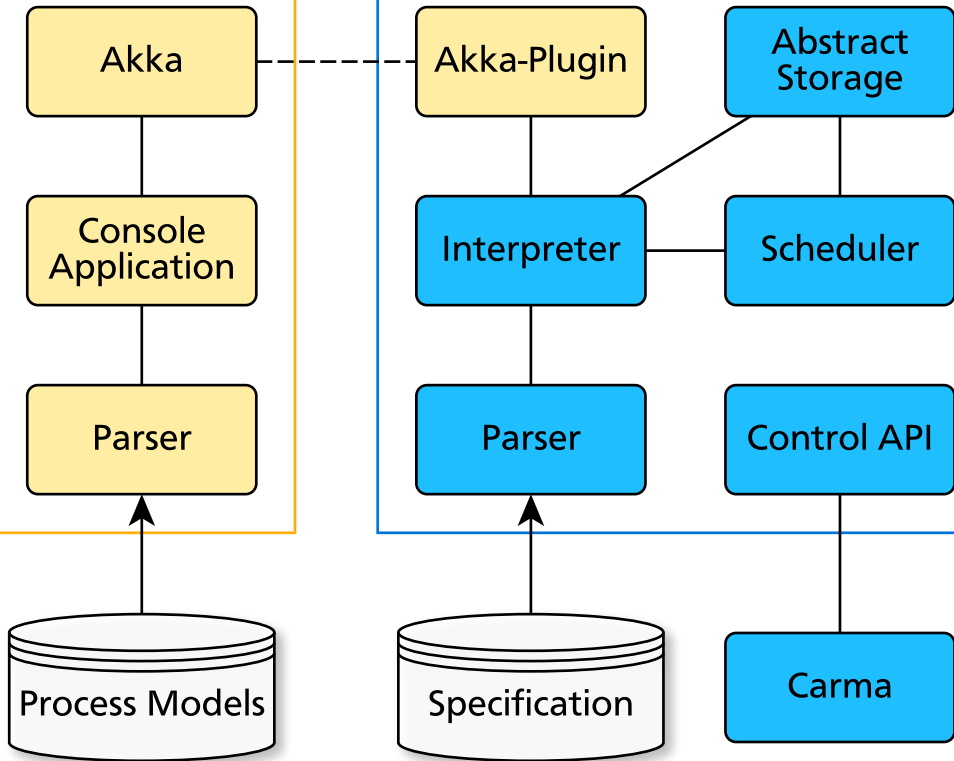 Akka
Akka-Plugin
Abstract
Storage
Console
Application
Interpreter
Scheduler
Parser
Parser
Control API
Process Models
Specification
Carma